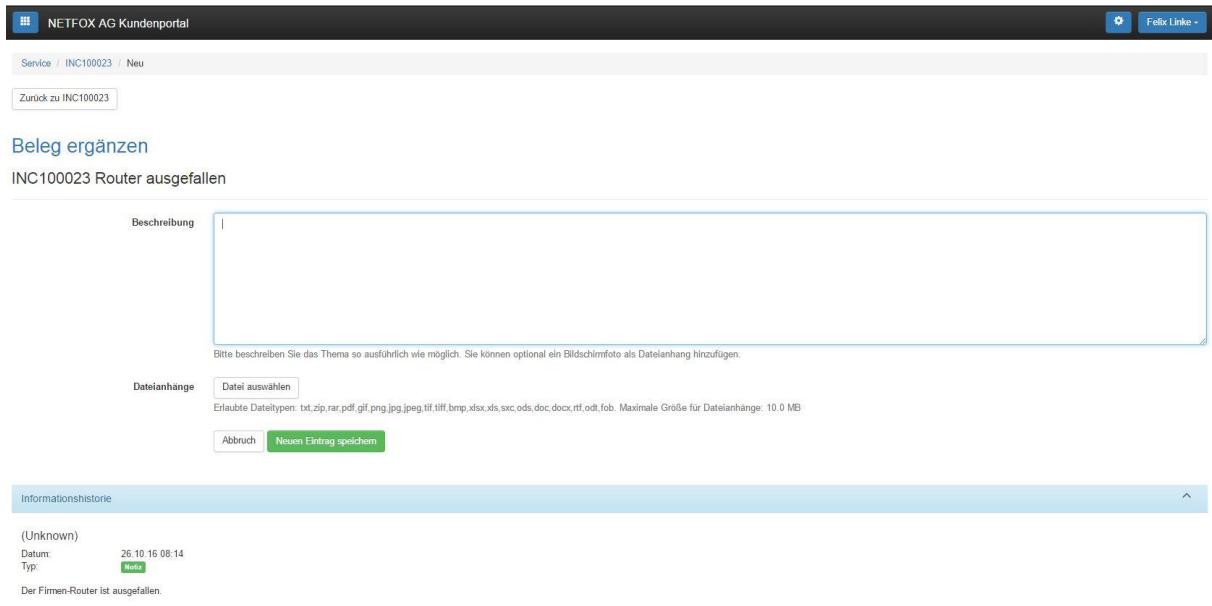 NETFOX AG Kundenportal
Felix Linke
Service / INC100023 / Neu
Zurück zu INC100023
Beleg ergänzen
INC100023 Router ausgefallen
Beschreibung
Bitte beschreiben Sie das Thema so ausführlich wie möglich. Sie können optional ein Bildschirmfoto als Dateianhang hinzufügen.
Dateianhänge Datei auswählen
Erlaubte Dateitypen: txt,zip,rar,pdf,gif,png,jpg,jpeg,tif,tiff,bmp,xlsx,xls,sxc,ods,doc,docx,rtf,odt,fob. Maximale Größe für Dateianhänge: 10.0 MB
Abbruch Neuen Eintrag speichern
Informationshistorie
(Unknown)
Datum: 26.10.16 08:14
Typ: Notiz
Der Firmen-Router ist ausgefallen.